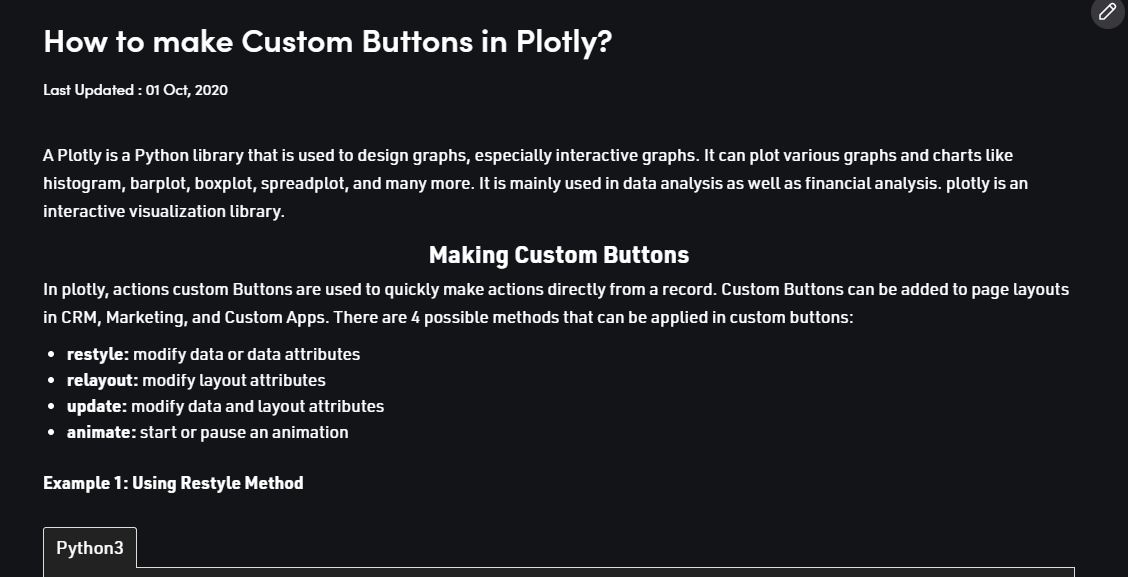 How to make Custom Buttons in Plotly?
Last Updated : 01 Oct, 2020
A Plotly is a Python library that is used to design graphs, especially interactive graphs. It can plot various graphs and charts like
histogram, barplot, boxplot, spreadplot, and many more. It is mainly used in data analysis as well as financial analysis. plotly is an
interactive visualization library.
Making Custom Buttons
In plotly, actions custom Buttons are used to quickly make actions directly from a record. Custom Buttons can be added to page layouts
in CRM, Marketing, and Custom Apps. There are 4 possible methods that can be applied in custom buttons:
• restyle: modify data or data attributes
• relayout: modify layout attributes
• update: modify data and layout attributes
• animate: start or pause an animation
Example 1: Using Restyle Method
Python3